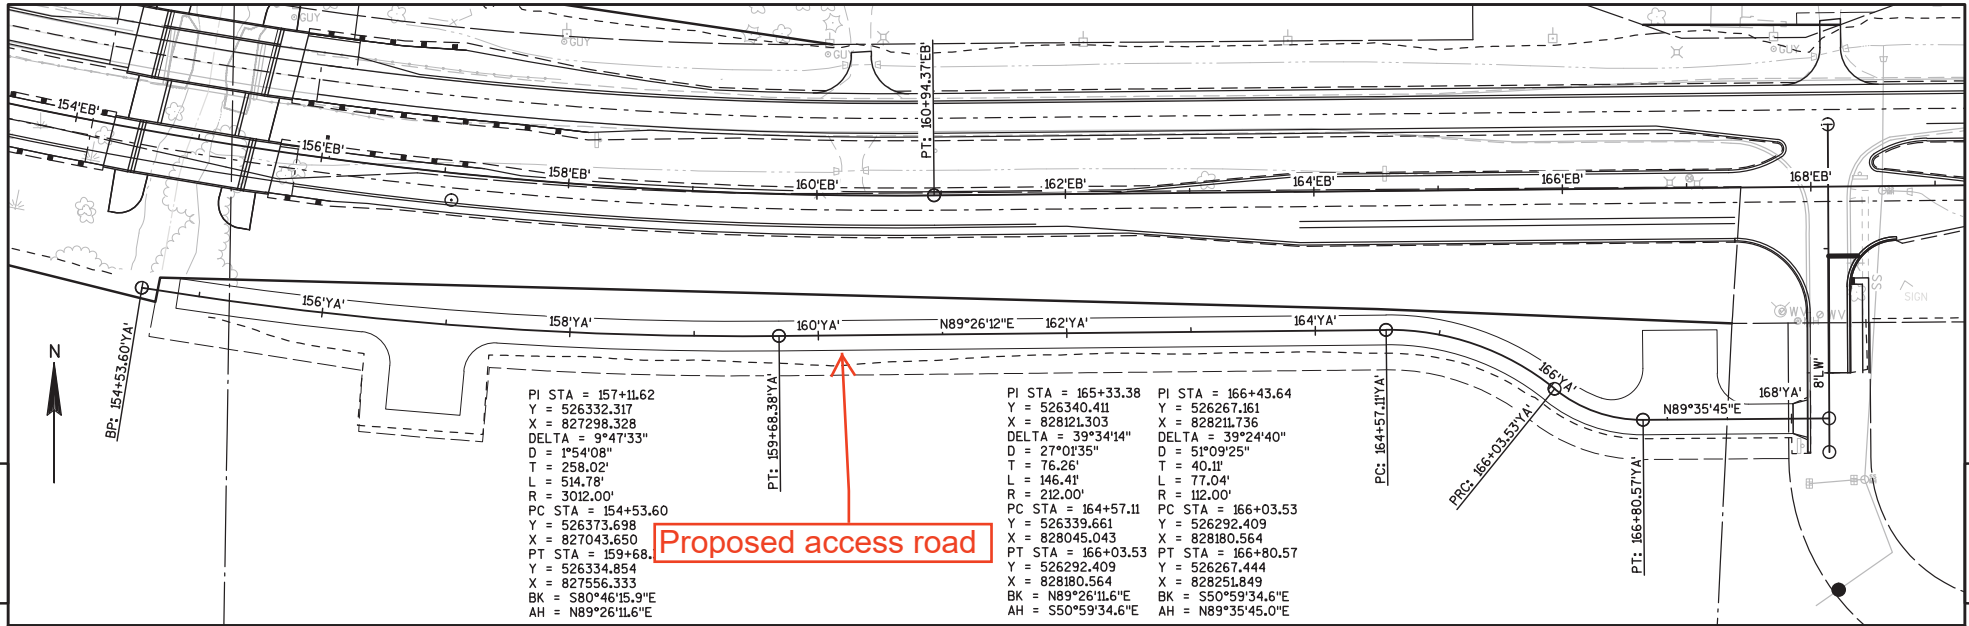 GUY
GUY
GUY
GUY
154'EB'
156'EB'
158'EB'
160'EB'
PT: 160+94.37'EB'
162'EB'
164'EB'
166'EB'
168'EB'
BP: 154+53.60'YA'
156'YA'
158'YA'
160'YA'
N89°26'12"E
162'YA'
164'YA'
166'YA'
168'YA'
N89°35'45"E
8'LW'
SS
SIGN
WV
WV
N
PT: 159+68.38'YA'
PC: 164+57.11'YA'
PRC: 166+03.53'YA'
PT: 166+80.57'YA'
PI STA = 157+11.62
Y = 526332.317
X = 827298.328
DELTA = 9°47'33"
D = 1°54'08"
T = 258.02'
L = 514.78'
R = 3012.00'
PC STA = 154+53.60
Y = 526373.698
X = 827043.650
PT STA = 159+68.
Y = 526334.854
X = 827556.333
BK = S80°46'15.9"E
AH = N89°26'11.6"E
Proposed access road
PI STA = 165+33.38
Y = 526340.411
X = 828121.303
DELTA = 39°34'14"
D = 27°01'35"
T = 76.26'
L = 146.41'
R = 212.00'
PC STA = 164+57.11
Y = 526339.661
X = 828045.043
PT STA = 166+03.53
Y = 526292.409
X = 828180.564
BK = N89°26'11.6"E
AH = S50°59'34.6"E
PI STA = 166+43.64
Y = 526267.161
X = 828211.736
DELTA = 39°24'40"
D = 51°09'25"
T = 40.11'
L = 77.04'
R = 112.00'
PC STA = 166+03.53
Y = 526292.409
X = 828180.564
PT STA = 166+80.57
Y = 526267.444
X = 828251.849
BK = S50°59'34.6"E
AH = N89°35'45.0"E